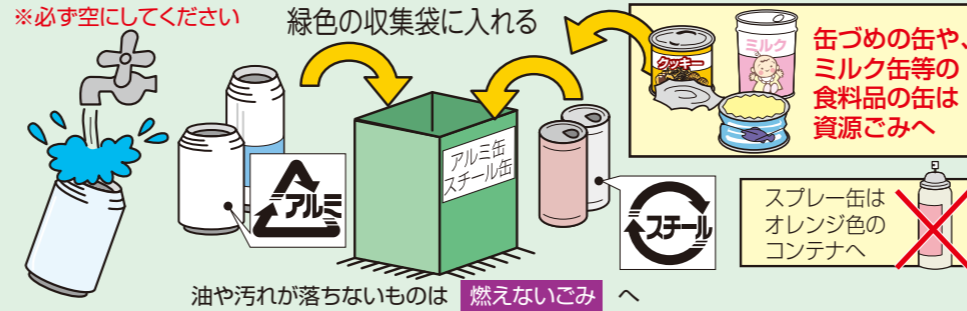 ※必ず空にしてください
緑色の収集袋に入れる
アルミ
アルミ缶
スチール缶
スチール
クッキー
ミルク
缶づめの缶や、
ミルク缶等の
食料品の缶は
資源ごみへ
スプレー缶は
オレンジ色の
コンテナへ
油や汚れが落ちないものは 燃えないごみ へ